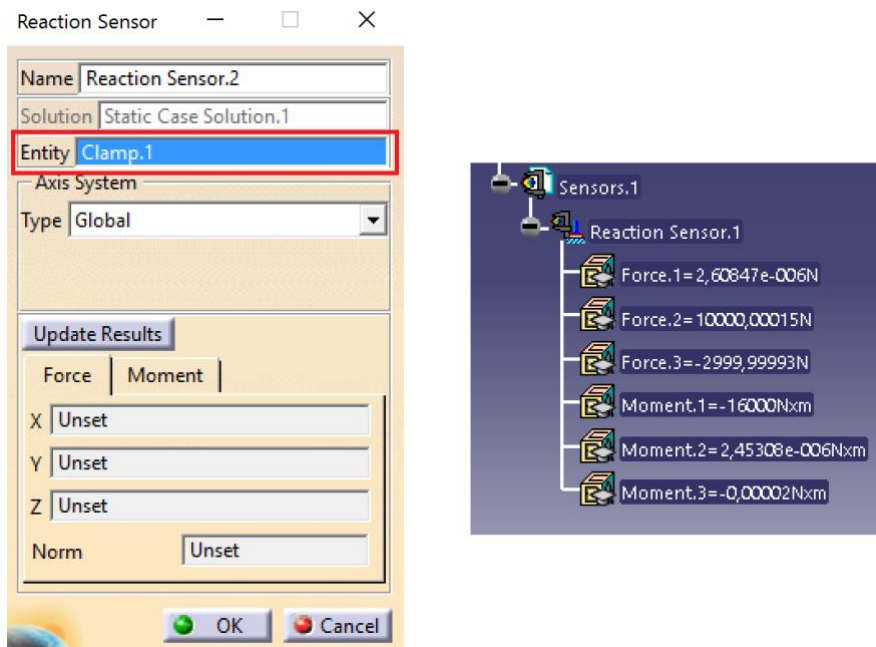 Reaction Sensor
Name Reaction Sensor.2
Solution Static Case Solution.1
Entity Clamp.1
Axis System
Type Global
Update Results
Force Moment
X Unset
Y Unset
Z Unset
Norm Unset
OK Cancel
Sensors.1
Reaction Sensor.1
Force.1=2,60847e-006N
Force.2=10000,00015N
Force.3=-2999,99993N
Moment.1=-16000Nxm
Moment.2=2,45308e-006Nxm
Moment.3=-0,00002Nxm